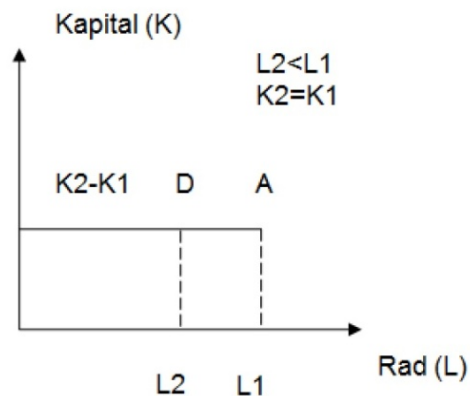 Kapital (K)
L2<L1
K2=K1
K2-K1 D A
Rad (L)
L2 L1